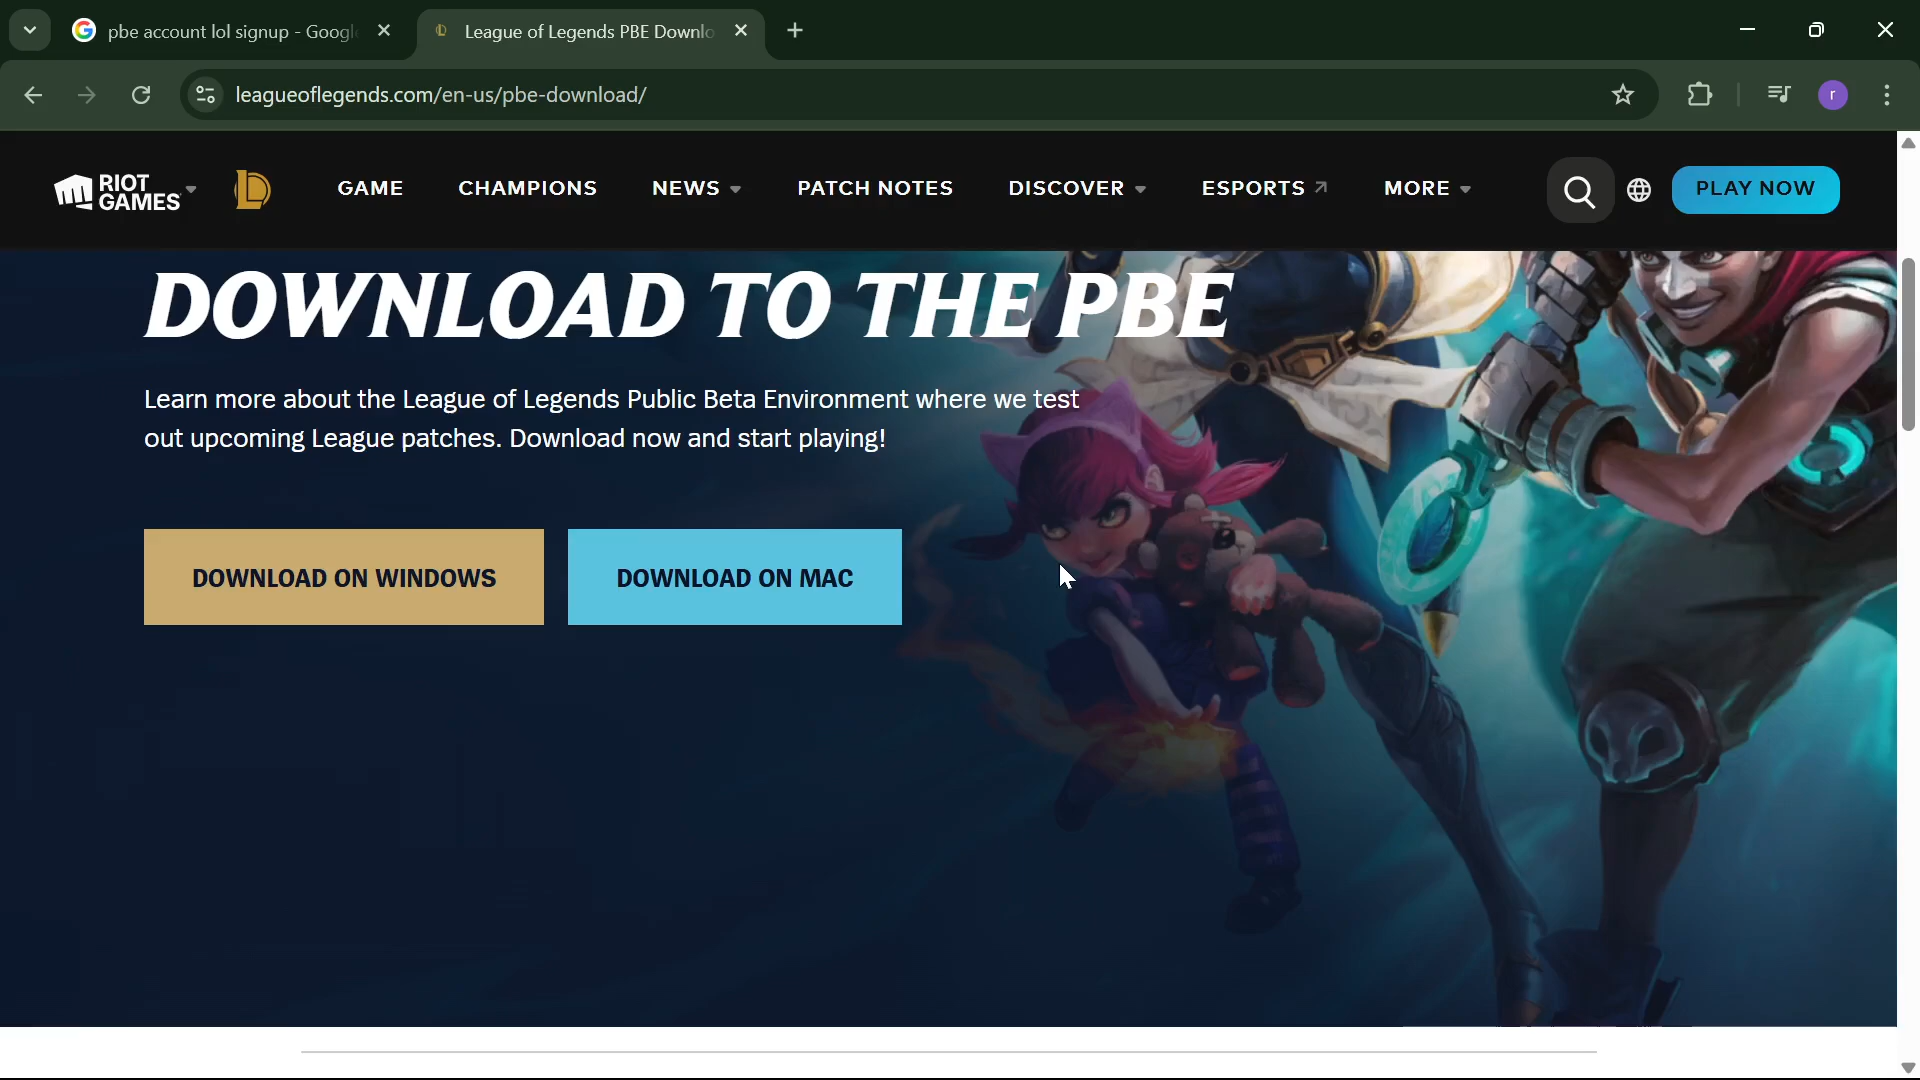 pbe account lol signup - Googl
League of Legends PBE Downlo
leagueoflegends.com/en-us/pbe-download/
r
RIOT
GAMES
GAME
CHAMPIONS
NEWS
PATCH NOTES
DISCOVER
ESPORTS
MORE
PLAY NOW
DOWNLOAD TO THE PBE
Learn more about the League of Legends Public Beta Environment where we test
out upcoming League patches. Download now and start playing!
DOWNLOAD ON WINDOWS
DOWNLOAD ON MAC